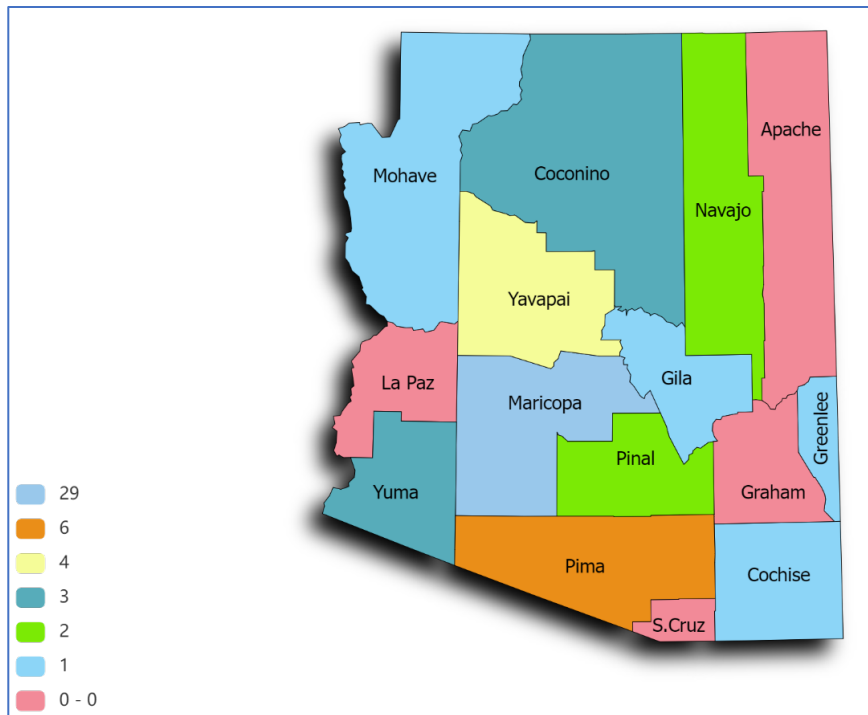 Apache
Mohave
Coconino
Navajo
Yavapai
Gila
La Paz
Maricopa
Greenlee
Pinal
Yuma
Graham
Pima
Cochise
S.Cruz
29
6
4
3
2
1
0 - 0